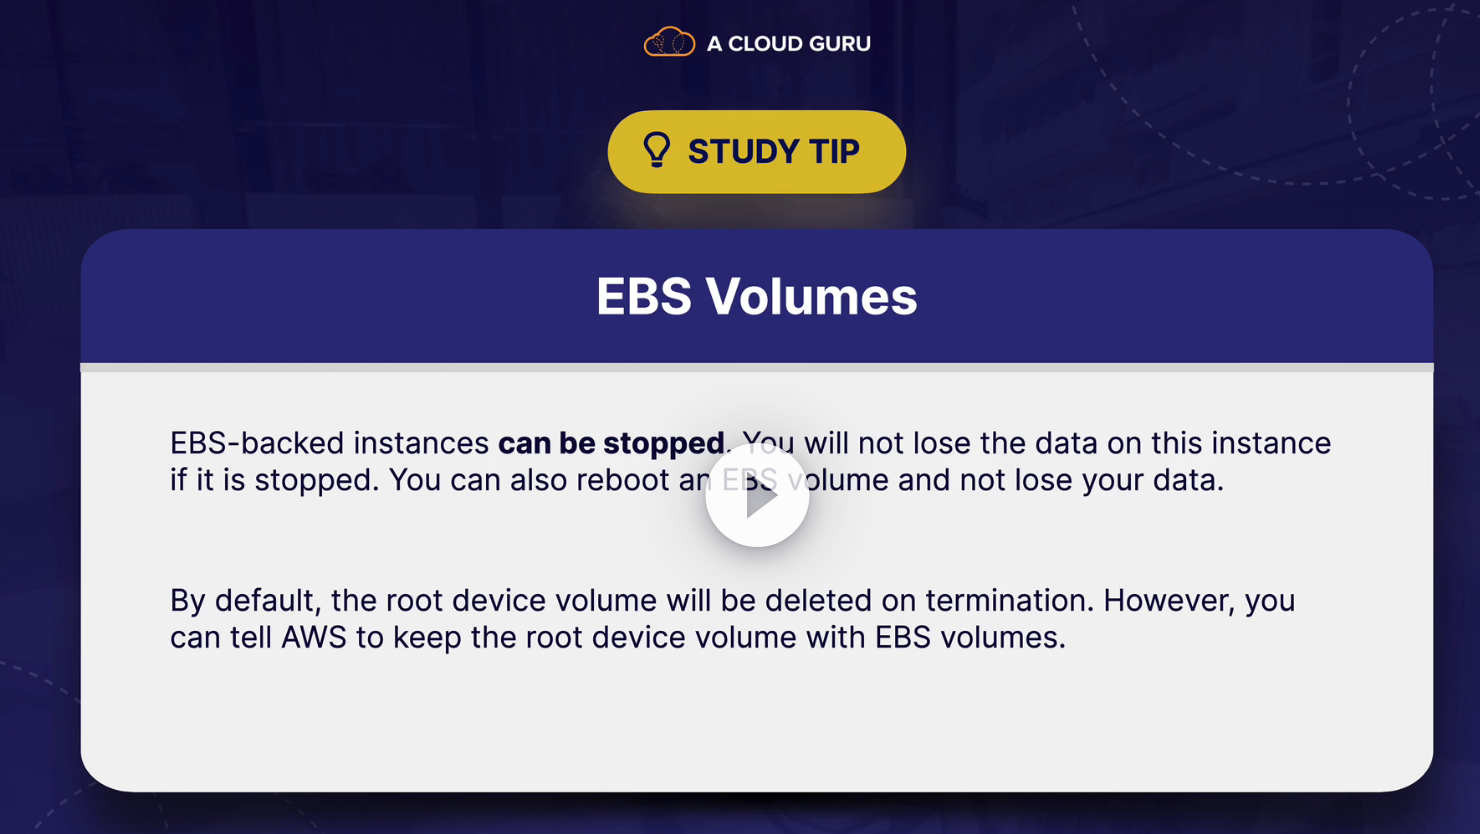 A CLOUD GURU
STUDY TIP
EBS Volumes
EBS-backed instances can be stopped. You will not lose the data on this instance
if it is stopped. You can also reboot an EBS volume and not lose your data.
By default, the root device volume will be deleted on termination. However, you
can tell AWS to keep the root device volume with EBS volumes.